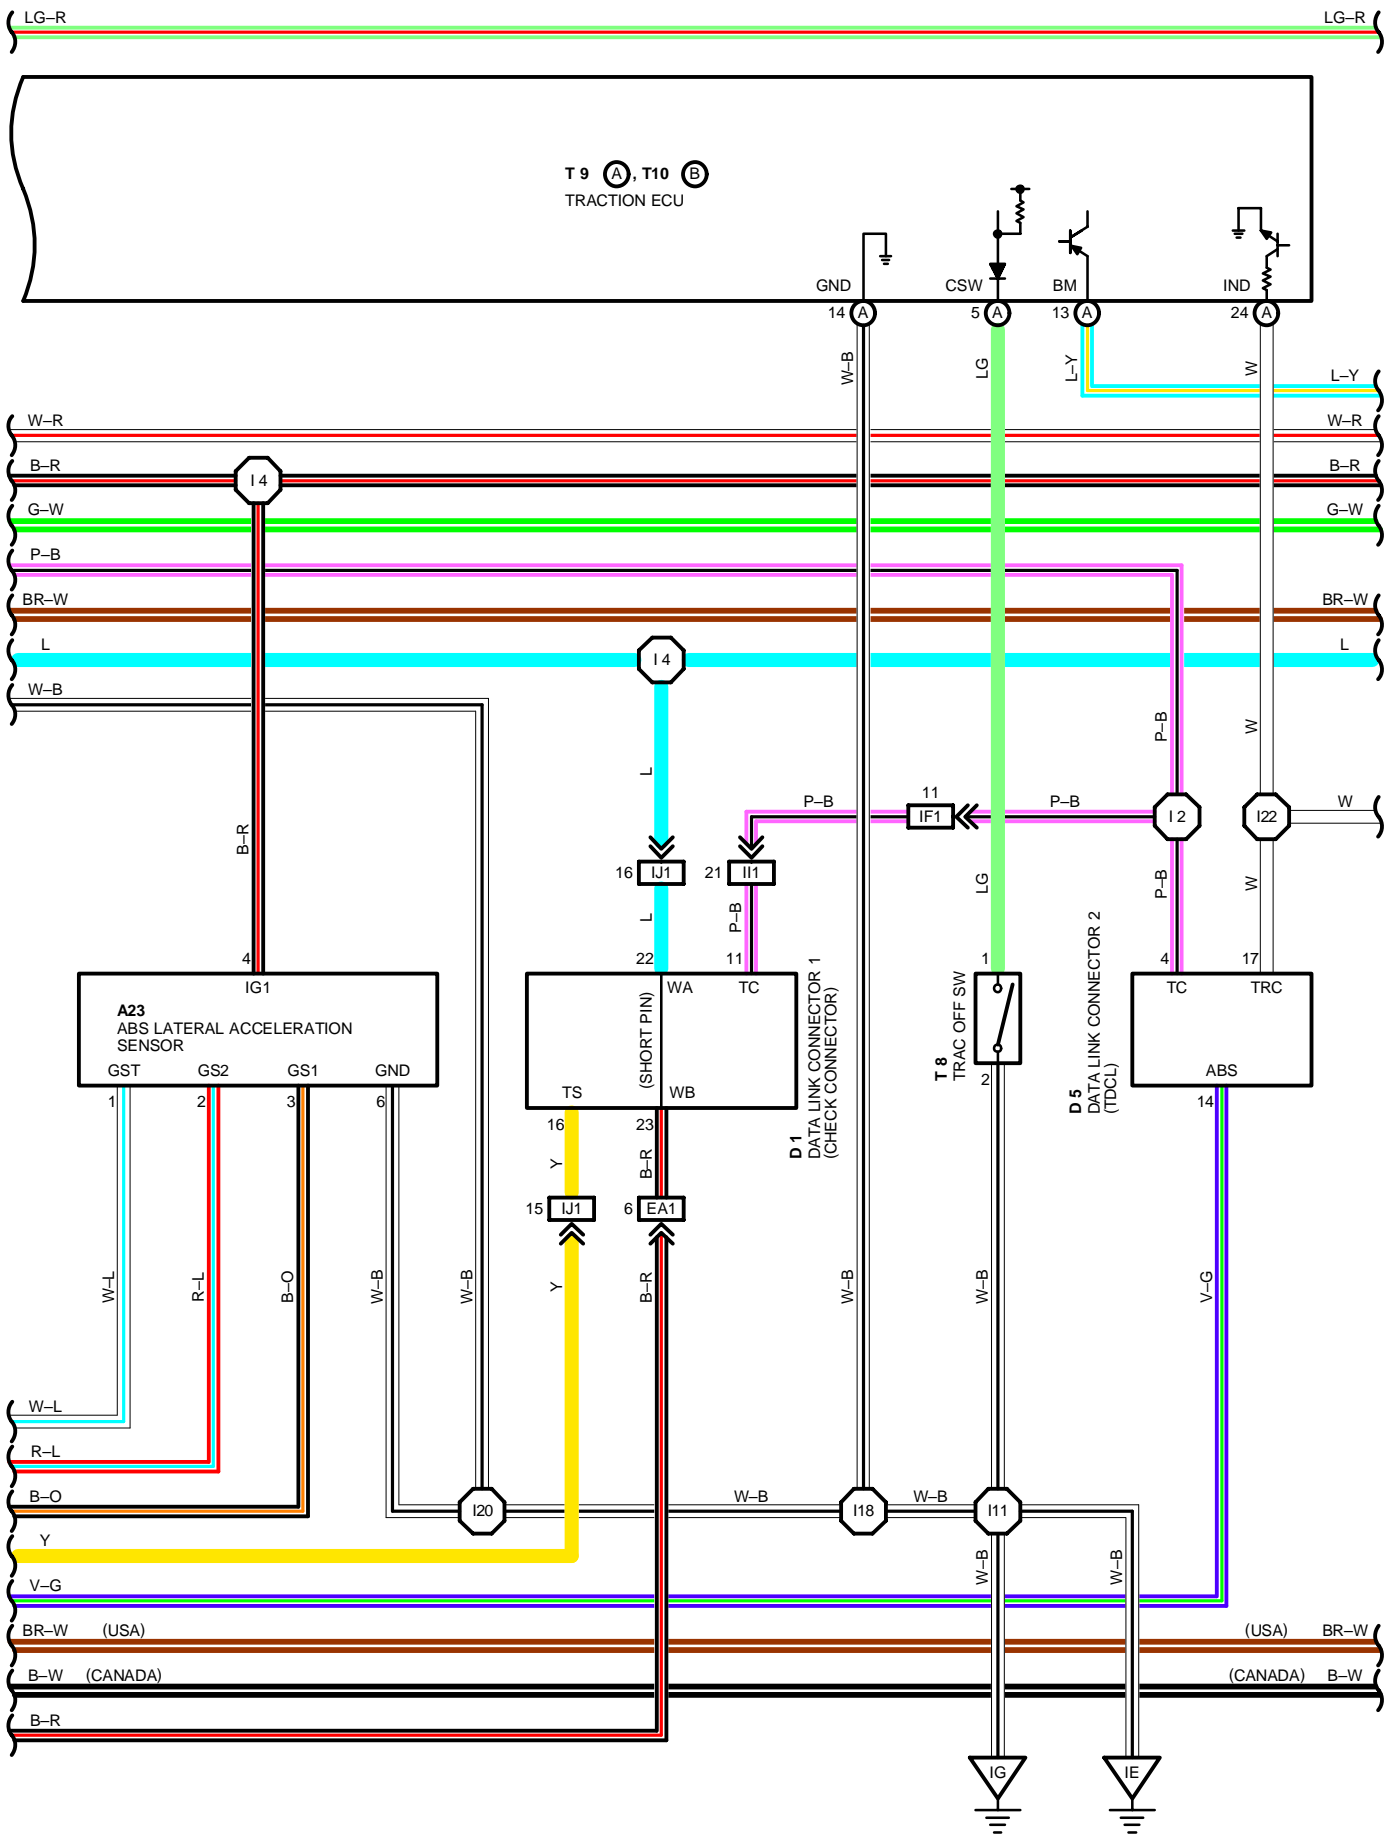 LG–R LG–R
T 9 A , T10 B
TRACTION ECU
GND CSW BM IND
14 A 5 A 13 A 24 A
W–B LG L–Y W
L–Y
W–R W–R
B–R B–R
I 4
G–W G–W
P–B
BR–W BR–W
L L
I 4
W–B
P–B W
L
11
P–B IF1 P–B I 2 I22 W
B–R
16 IJ1 21 II1
LG P–B W
L P–B
4 22 11 1 4 17
IG1 WA TC TC TRC
A23
ABS LATERAL ACCELERATION
SENSOR
(SHORT PIN)
GST GS2 GS1 GND
TS WB
ABS
D 1
DATA LINK CONNECTOR 1
(CHECK CONNECTOR)
T 8
TRAC OFF SW
D 5
DATA LINK CONNECTOR 2
(TDCL)
1 2 3 6 2 14
16 23
Y B–R
15 IJ1 6 EA1
W–L R–L B–O W–B W–B Y B–R W–B W–B V–G
W–L
R–L
B–O W–B W–B
I20 I18 I11
Y
W–B W–B
V–G
BR–W (USA) (USA) BR–W
B–W (CANADA) (CANADA) B–W
B–R
IG IE